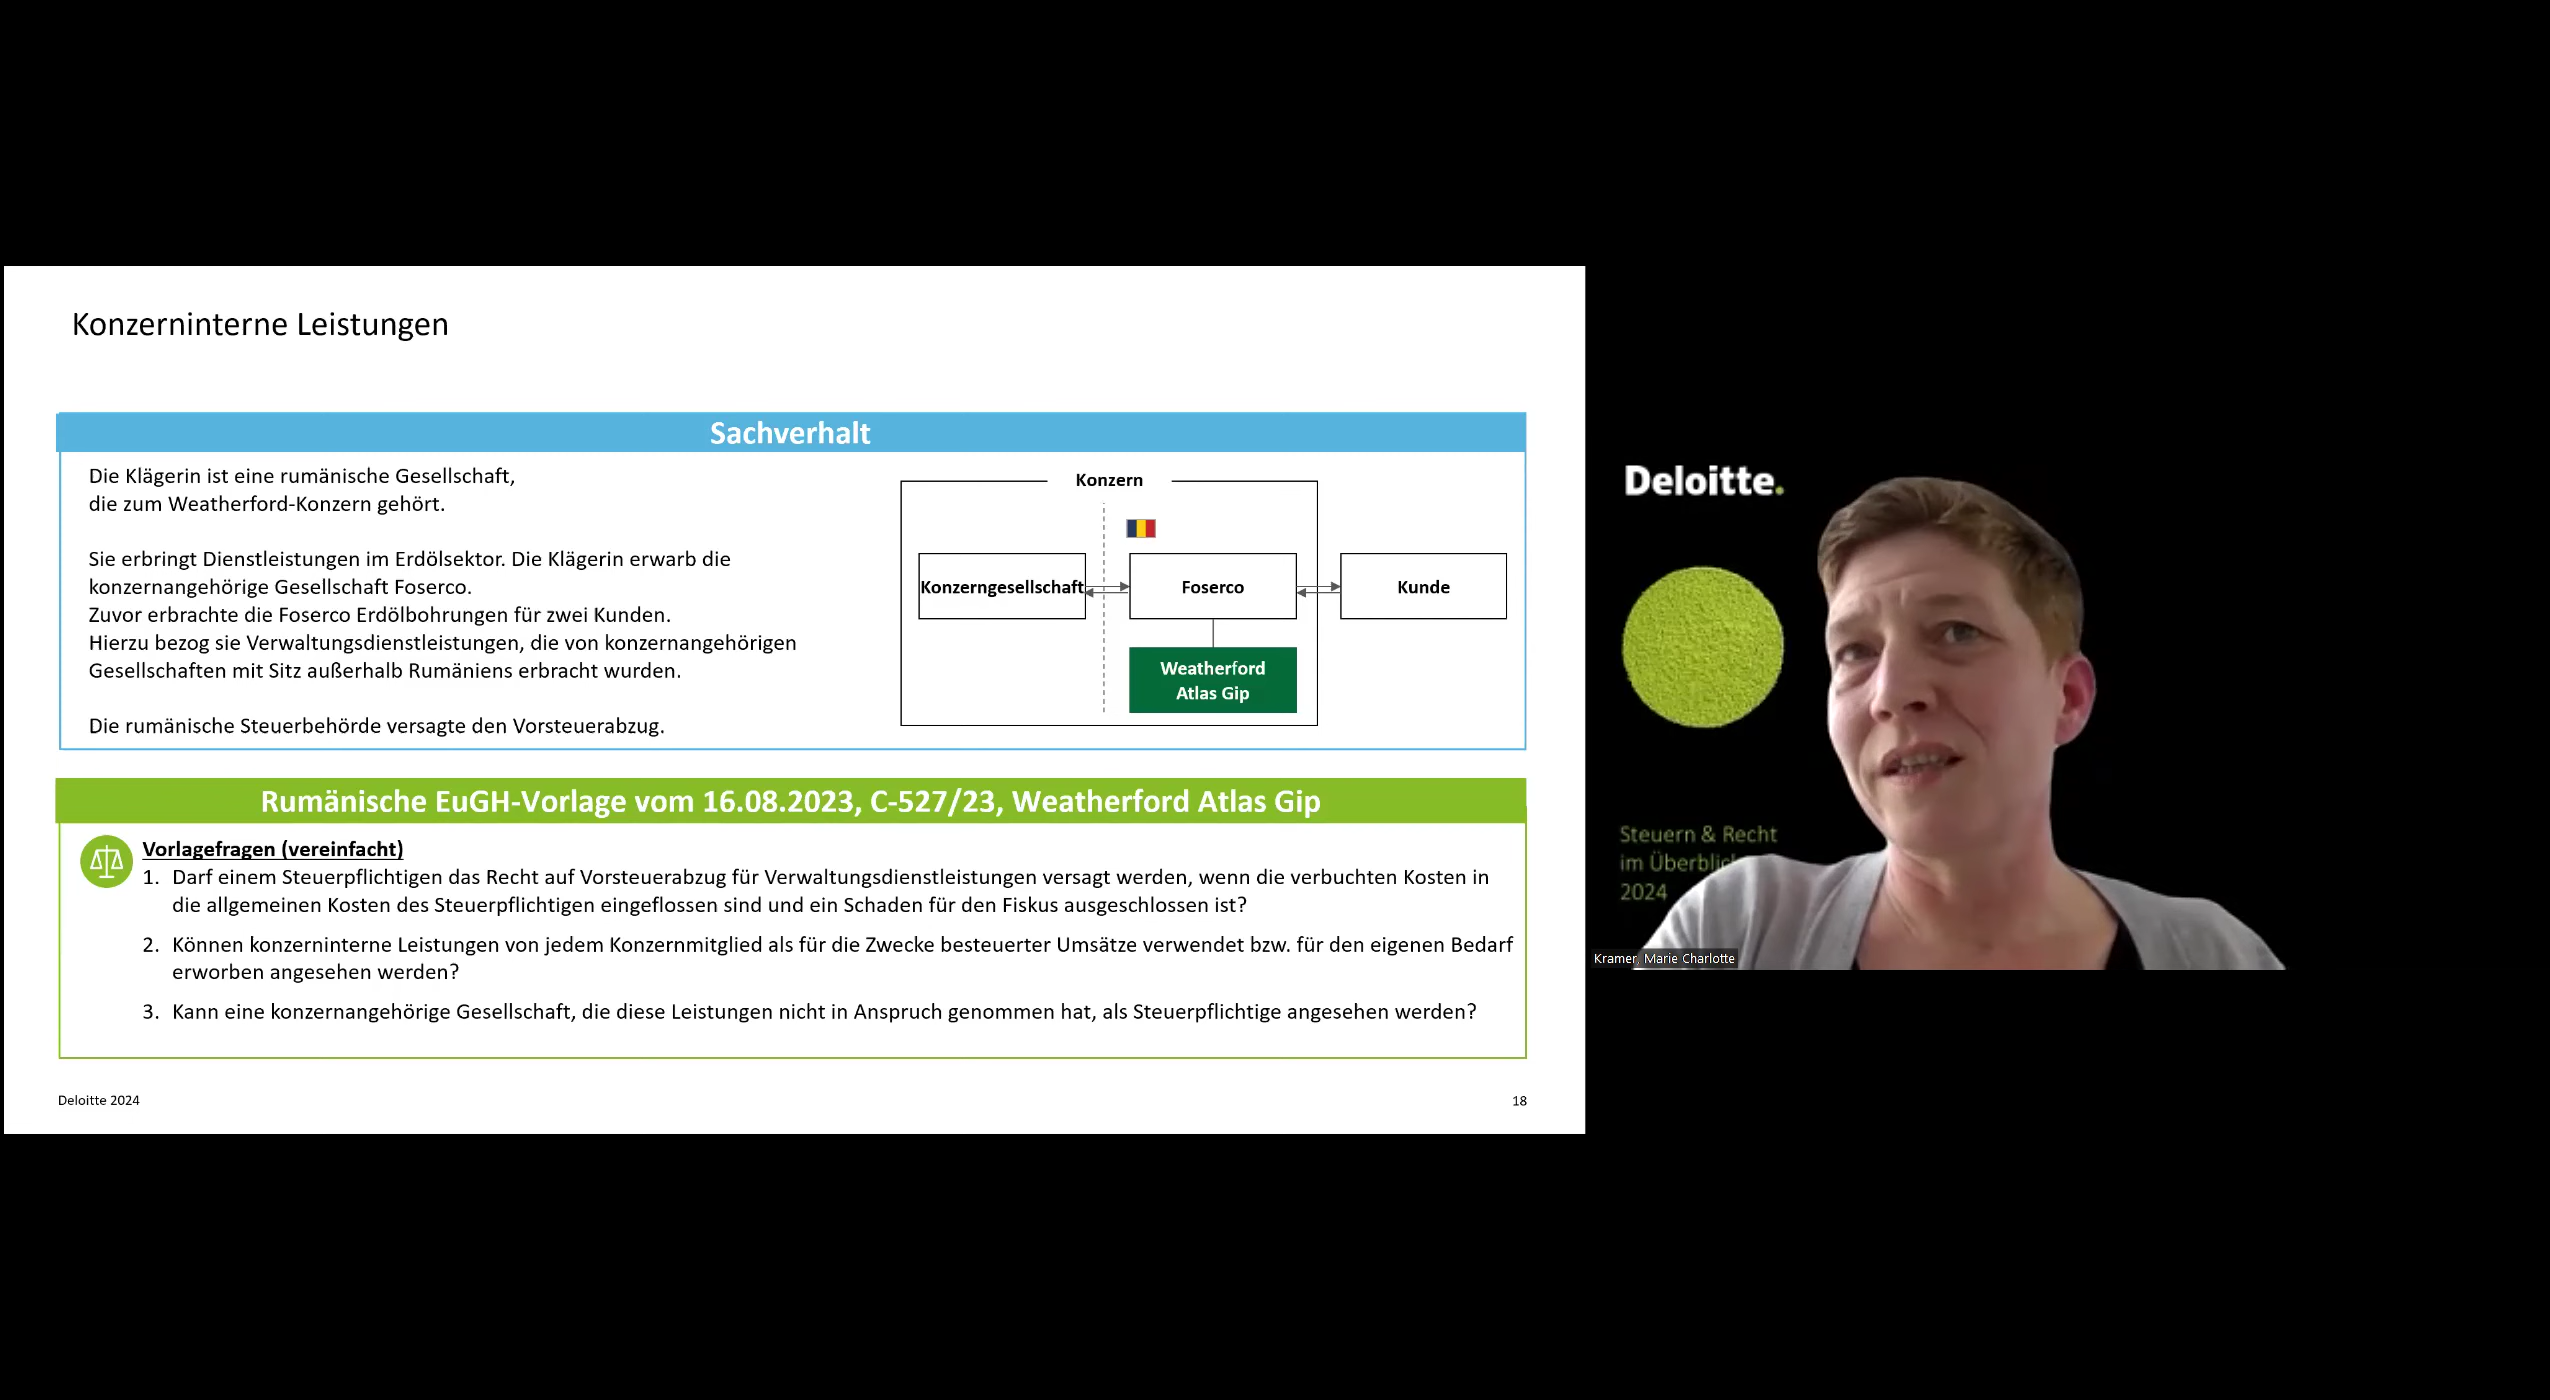 Konzerninterne Leistungen
Sachverhalt
Die Klägerin ist eine rumänische Gesellschaft,
die zum Weatherford-Konzern gehört.
Sie erbringt Dienstleistungen im Erdölsektor. Die Klägerin erwarb die
konzernangehörige Gesellschaft Foserco.
Zuvor erbrachte die Foserco Erdölbohrungen für zwei Kunden.
Hierzu bezog sie Verwaltungsdienstleistungen, die von konzernangehörigen
Gesellschaften mit Sitz außerhalb Rumäniens erbracht wurden.
Die rumänische Steuerbehörde versagte den Vorsteuerabzug.
Konzern
Konzerngesellschaft
Foserco
Kunde
Weatherford
Atlas Gip
Rumänische EuGH-Vorlage vom 16.08.2023, C-527/23, Weatherford Atlas Gip
Vorlagefragen (vereinfacht)
1. Darf einem Steuerpflichtigen das Recht auf Vorsteuerabzug für Verwaltungsdienstleistungen versagt werden, wenn die verbuchten Kosten in
die allgemeinen Kosten des Steuerpflichtigen eingeflossen sind und ein Schaden für den Fiskus ausgeschlossen ist?
2. Können konzerninterne Leistungen von jedem Konzernmitglied als für die Zwecke besteuerter Umsätze verwendet bzw. für den eigenen Bedarf
erworben angesehen werden?
3. Kann eine konzernangehörige Gesellschaft, die diese Leistungen nicht in Anspruch genommen hat, als Steuerpflichtige angesehen werden?
Deloitte 2024
18
Deloitte.
Steuern & Recht
im Überblic
2024
Kramer, Marie Charlotte